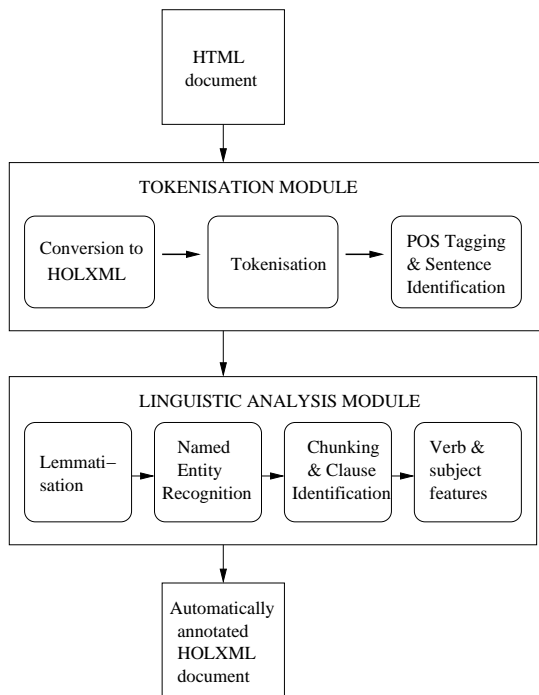 HTML
document
TOKENISATION MODULE
Conversion to
HOLXML
Tokenisation
POS Tagging
& Sentence
Identification
LINGUISTIC ANALYSIS MODULE
Lemmati−
sation
Named
Entity
Recognition
Chunking
& Clause
Identification
Verb &
subject
features
Automatically
annotated
HOLXML
document